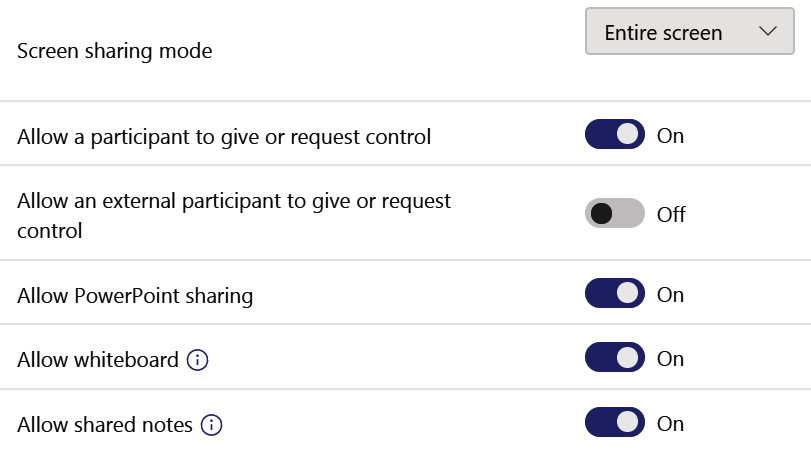 Screen sharing mode
Entire screen
Allow a participant to give or request control
On
Allow an external participant to give or request
control
Off
Allow PowerPoint sharing
On
Allow whiteboard
On
Allow shared notes
On